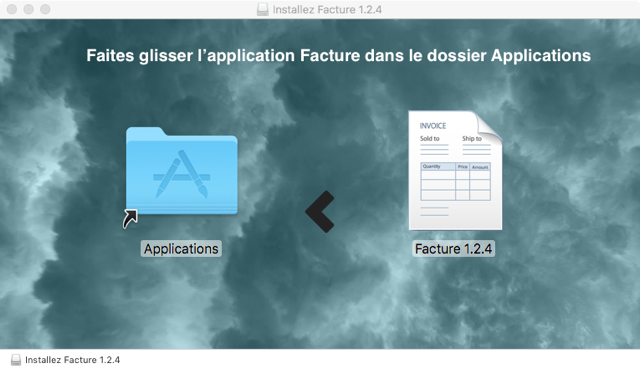 Installez Facture 1.2.4
Faites glisser l’application Facture dans le dossier Applications
INVOICE
Sold to Ship to
Quantity Price Amount
Applications
Facture 1.2.4
Installez Facture 1.2.4